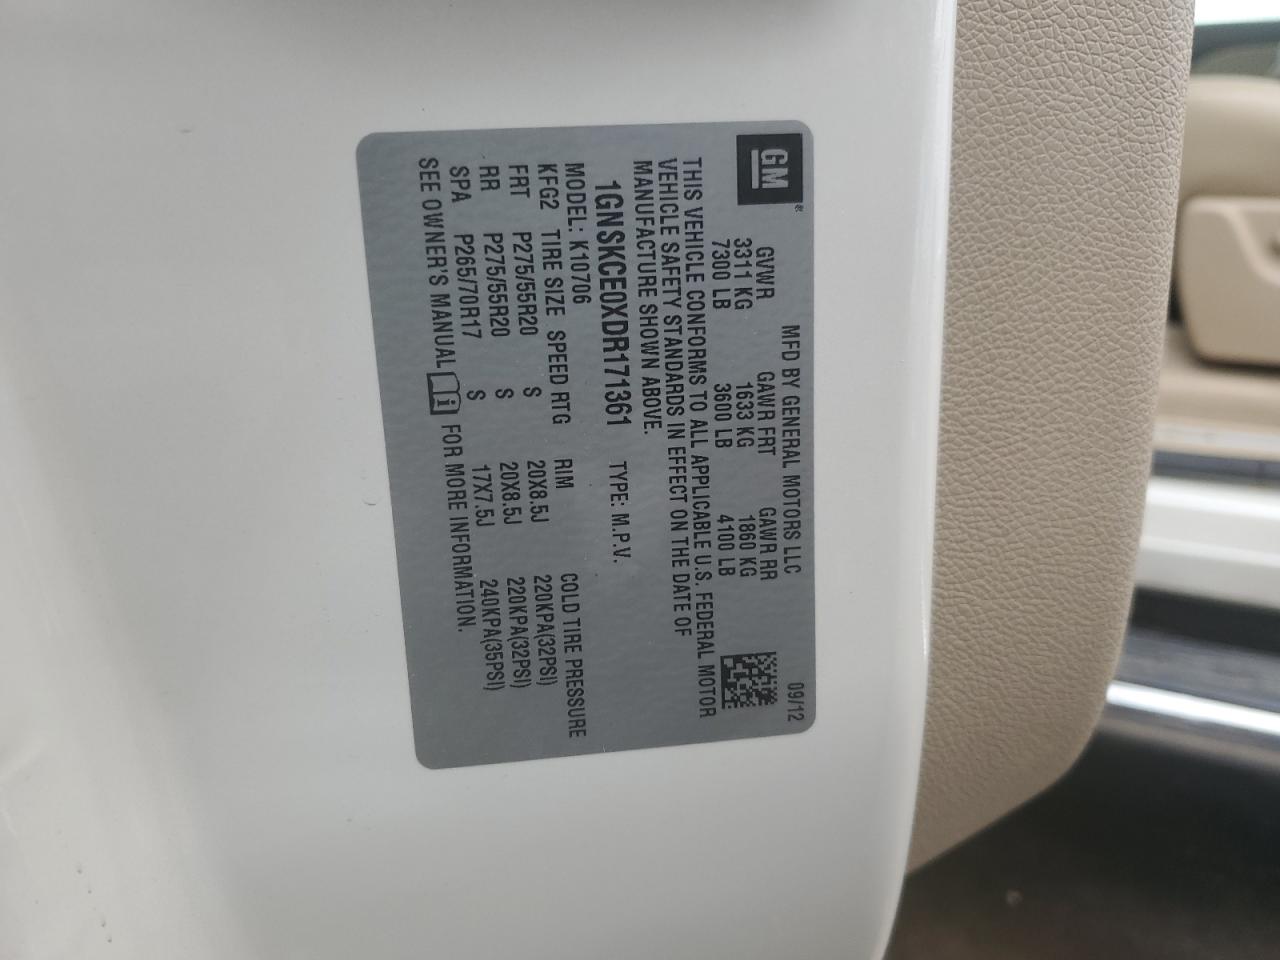 GM®
MFD BY GENERAL MOTORS LLC 09/12
GVWR GAWR FRT GAWR RR
3311 KG 1633 KG 1860 KG
7300 LB 3600 LB 4100 LB
THIS VEHICLE CONFORMS TO ALL APPLICABLE U.S. FEDERAL MOTOR
VEHICLE SAFETY STANDARDS IN EFFECT ON THE DATE OF
MANUFACTURE SHOWN ABOVE.
1GNSKCE0XDR171361 TYPE: M.P.V.
MODEL: K10706
KFG2 TIRE SIZE SPEED RTG RIM COLD TIRE PRESSURE
FRT P275/55R20 S 20X8.5J 220KPA(32PSI)
RR P275/55R20 S 20X8.5J 220KPA(32PSI)
SPA P265/70R17 S 17X7.5J 240KPA(35PSI)
SEE OWNER'S MANUAL i FOR MORE INFORMATION.